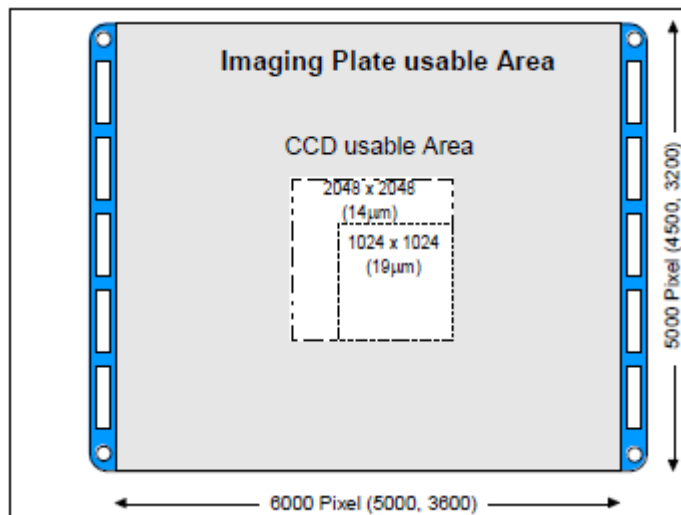 Imaging Plate usable Area
CCD usable Area
2048 x 2048
(14µm)
1024 x 1024
(19µm)
5000 Pixel (4500, 3200)
6000 Pixel (5000, 3600)